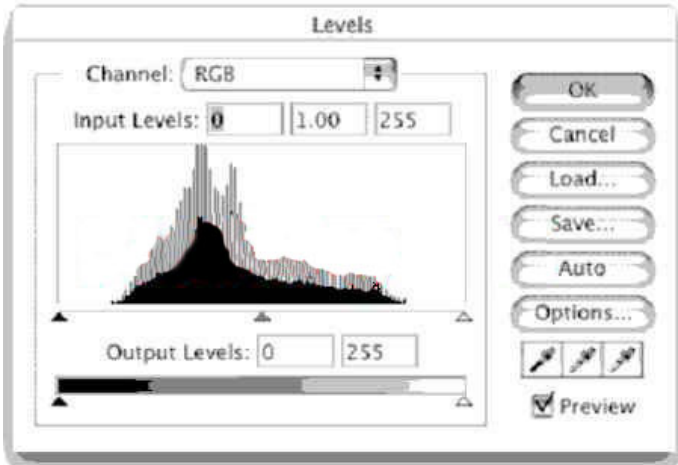 Levels
Channel: RGB
Input Levels: 0 1.00 255
Output Levels: 0 255
OK
Cancel
Load...
Save...
Auto
Options...
Preview